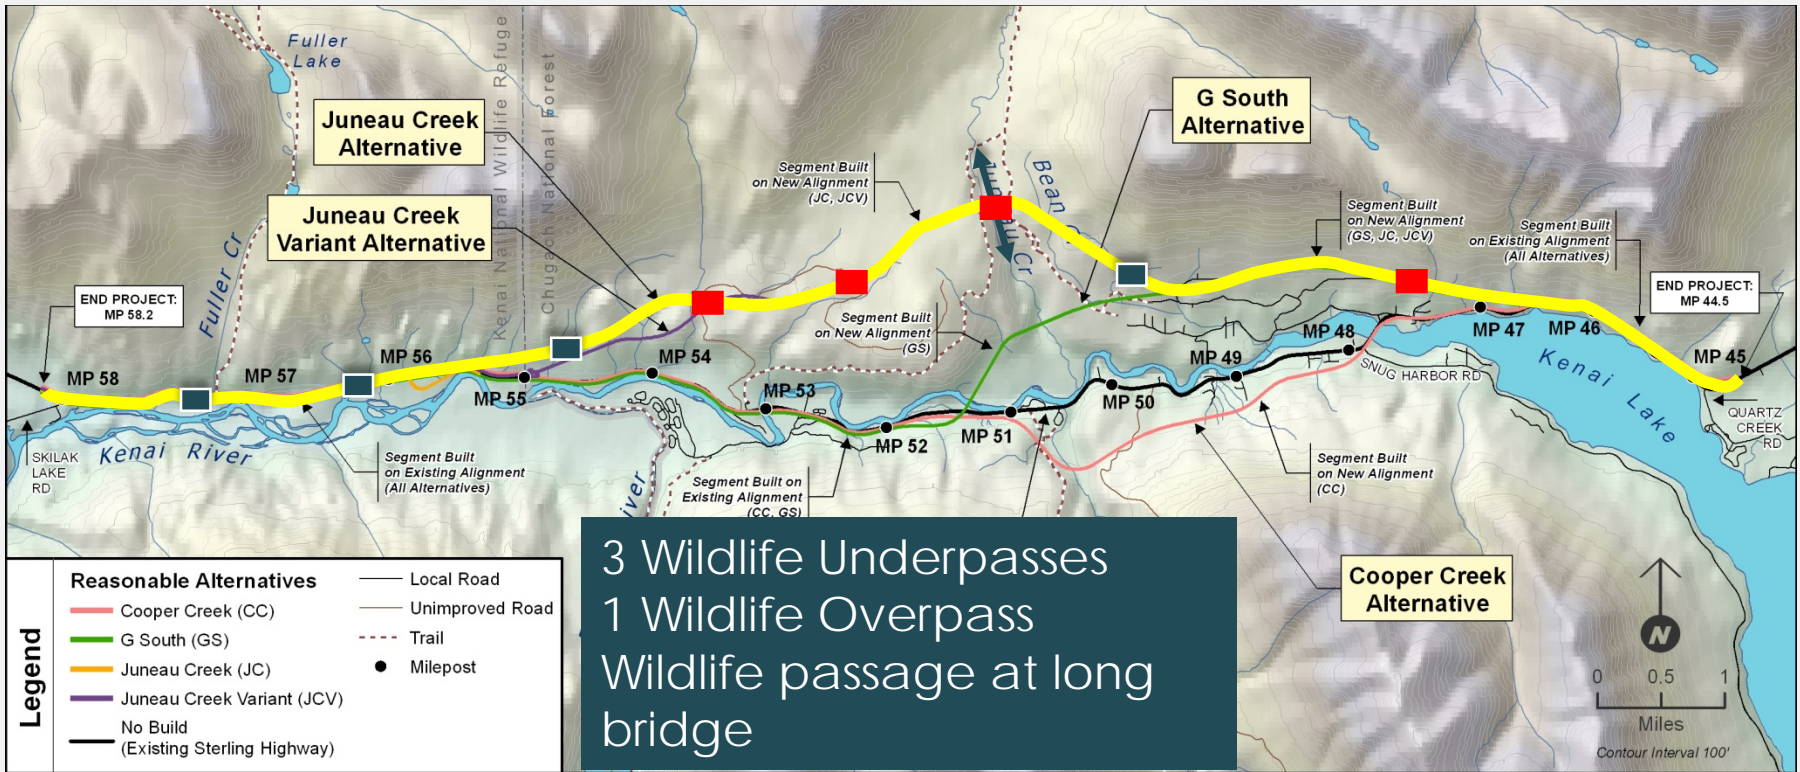 Fuller
Lake
Kenai National Wildlife Refuge
Chugach National Forest
Juneau Creek
Alternative
Juneau Creek
Variant Alternative
Fuller Cr
Segment Built
on New Alignment
(JC, JCV)
Bean
Cr
G South
Alternative
Segment Built
on New Alignment
(GS, JC, JCV)
Segment Built
on Existing Alignment
(All Alternatives)
END PROJECT:
MP 58.2
END PROJECT:
MP 44.5
Segment Built
on New Alignment
(GS)
MP 58
MP 57
MP 56
MP 55
MP 54
MP 53
MP 52
MP 51
MP 50
MP 49
MP 48
MP 47
MP 46
MP 45
SNUG HARBOR RD
Kenai Lake
QUARTZ
CREEK
RD
SKILAK
LAKE
RD
Kenai River
Segment Built
on Existing Alignment
(All Alternatives)
Segment Built on
Existing Alignment
(CC, GS)
iver
Segment Built
on New Alignment
(CC)
Cooper Creek
Alternative
3 Wildlife Underpasses
1 Wildlife Overpass
Wildlife passage at long
bridge
Legend
Reasonable Alternatives
Cooper Creek (CC)
G South (GS)
Juneau Creek (JC)
Juneau Creek Variant (JCV)
No Build
(Existing Sterling Highway)
Local Road
Unimproved Road
Trail
Milepost
N
0 0.5 1
Miles
Contour Interval 100'